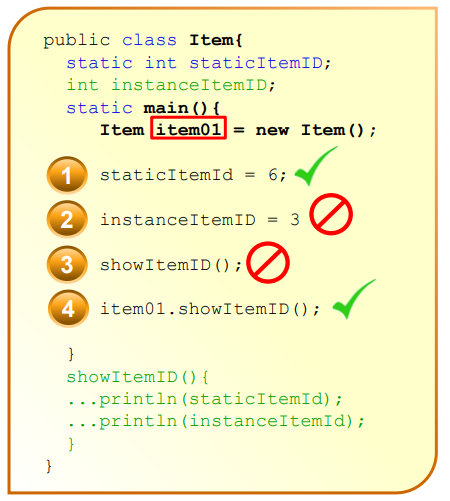 public class Item{
static int staticItemID;
int instanceItemID;
static main(){
Item item01 = new Item();
1 staticItemId = 6;
2 instanceItemID = 3
3 showItemID();
4 item01.showItemID();
}
showItemID(){
...println(staticItemId);
...println(instanceItemId);
}
}